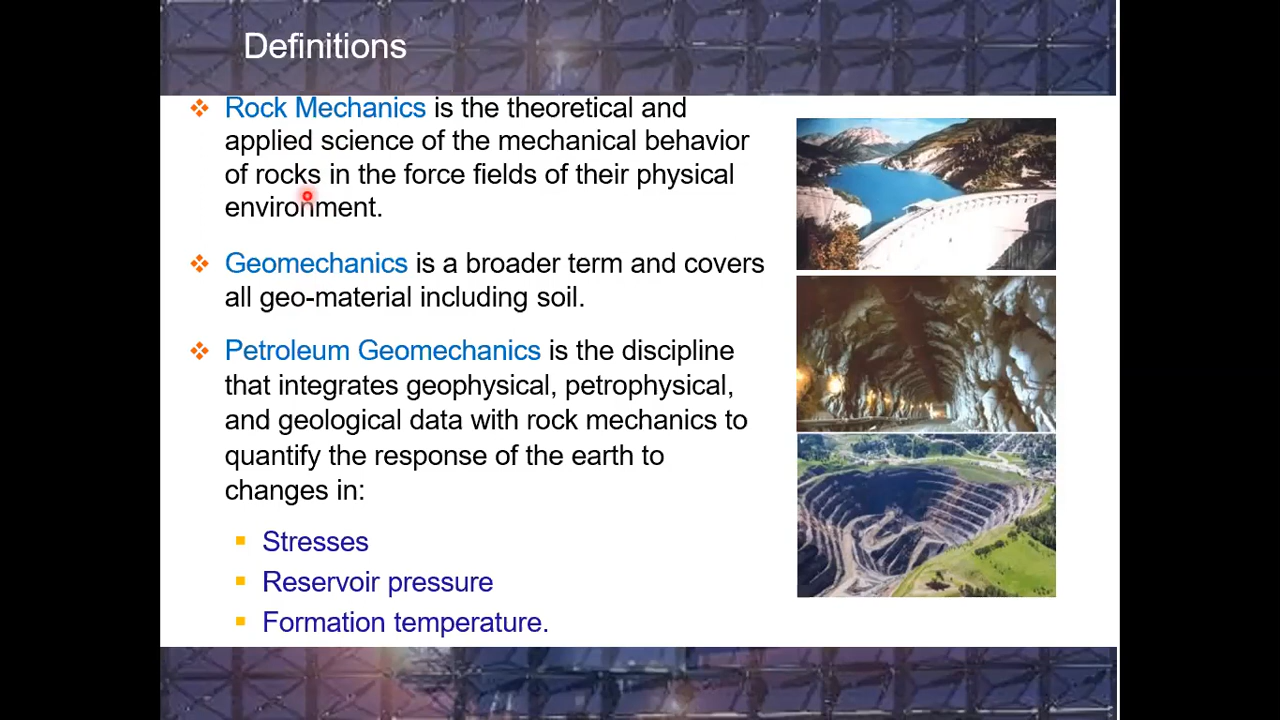 Definitions
Rock Mechanics is the theoretical and
applied science of the mechanical behavior
of rocks in the force fields of their physical
environment.
Geomechanics is a broader term and covers
all geo-material including soil.
Petroleum Geomechanics is the discipline
that integrates geophysical, petrophysical,
and geological data with rock mechanics to
quantify the response of the earth to
changes in:
Stresses
Reservoir pressure
Formation temperature.